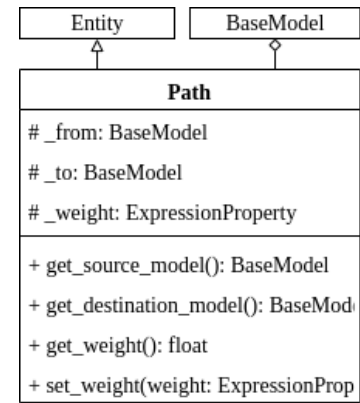 Entity
BaseModel
Path
# _from: BaseModel
# _to: BaseModel
# _weight: ExpressionProperty
+ get_source_model(): BaseModel
+ get_destination_model(): BaseMod
+ get_weight(): float
+ set_weight(weight: ExpressionProp